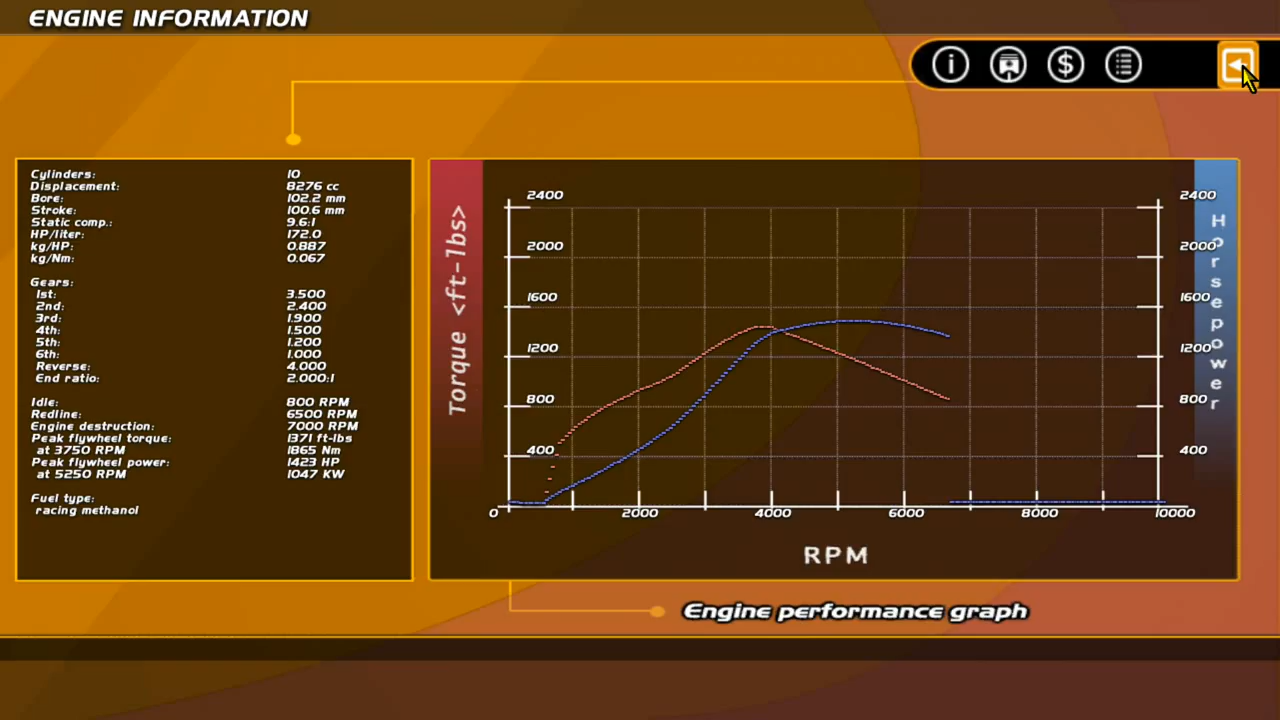 ENGINE INFORMATION
i $
Cylinders: 10
Displacement: 8276 cc
Bore: 102.2 mm
Stroke: 100.6 mm
Static comp.: 9.6:1
HP/liter: 172.0
kg/HP: 0.887
kg/Nm: 0.067
Gears:
1st: 3.500
2nd: 2.400
3rd: 1.900
4th: 1.500
5th: 1.200
6th: 1.000
Reverse: 4.000
End ratio: 2.000:1
Idle: 800 RPM
Redline: 6500 RPM
Engine destruction: 7000 RPM
Peak flywheel torque: 1371 ft-lbs
at 3750 RPM 1865 Nm
Peak flywheel power: 1423 HP
at 5250 RPM 1047 KW
Fuel type:
racing methanol
Torque <ft-lbs>
2400 2400
2000 2000
1600 1600
1200 1200
800 800
400 400
0 2000 4000 6000 8000 10000
Horsepower
RPM
Engine performance graph